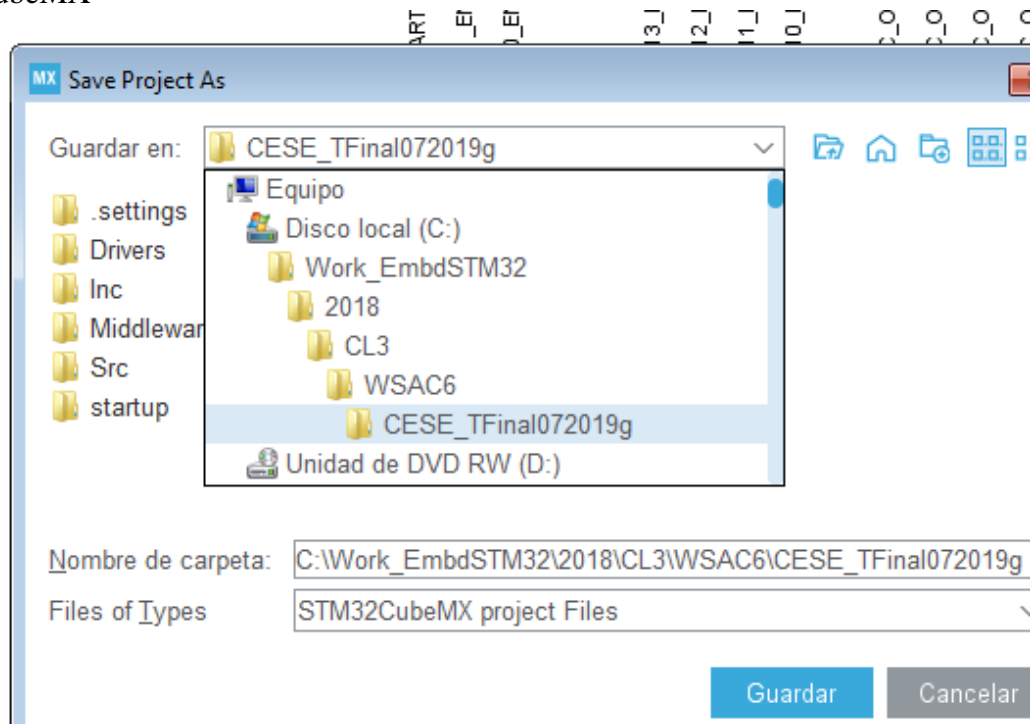 MX Save Project As
Guardar en: CESE_TFinal072019g
Equipo
.settings
Disco local (C:)
Drivers
Work_EmbdSTM32
Inc
2018
Middlewar
CL3
Src
WSAC6
startup
CESE_TFinal072019g
Unidad de DVD RW (D:)
Nombre de carpeta: C:\Work_EmbdSTM32\2018\CL3\WSAC6\CESE_TFinal072019g
Files of Types STM32CubeMX project Files
Guardar Cancelar